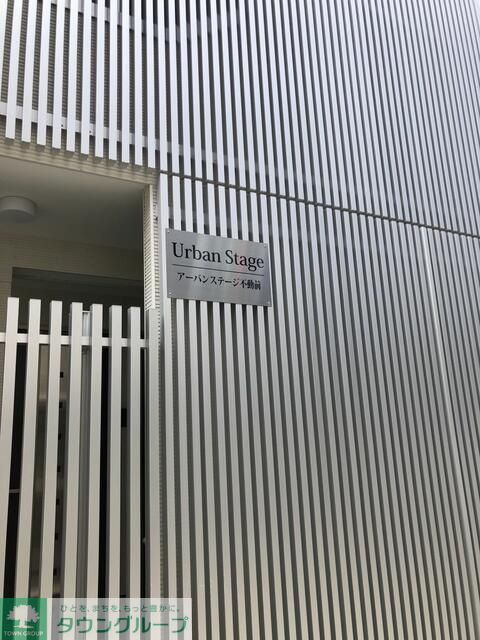 Urban Stage
アーバンステージ不動前
ひとを、まちを、もっと豊かに。
TOWN GROUP
タウングループ